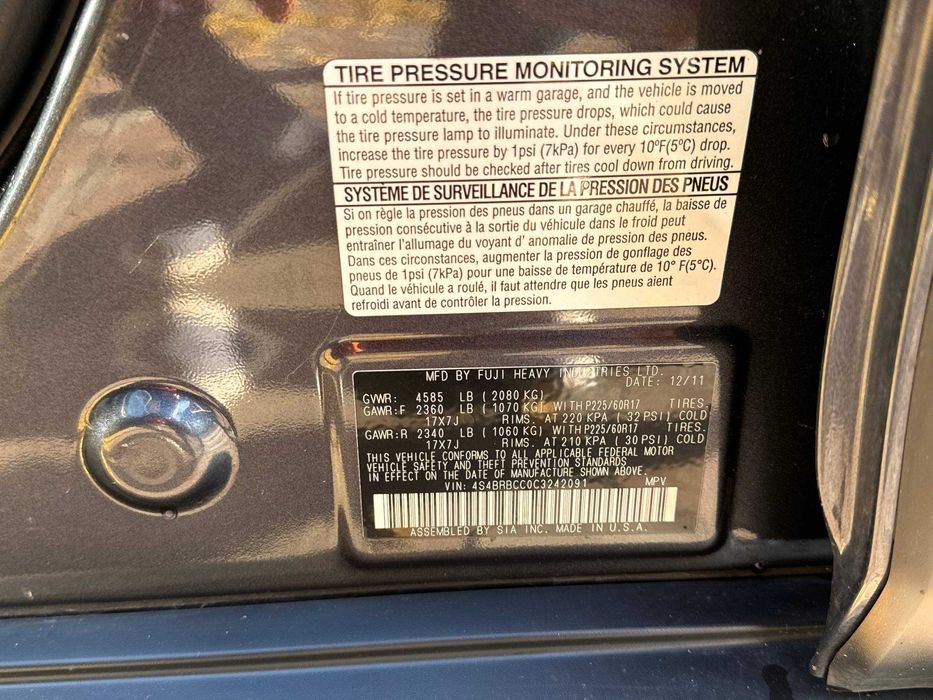 TIRE PRESSURE MONITORING SYSTEM
If tire pressure is set in a warm garage, and the vehicle is moved
to a cold temperature, the tire pressure drops, which could cause
the tire pressure lamp to illuminate. Under these circumstances,
increase the tire pressure by 1psi (7kPa) for every 10°F(5°C) drop.
Tire pressure should be checked after tires cool down from driving.
SYSTÈME DE SURVEILLANCE DE LA PRESSION DES PNEUS
Si on règle la pression des pneus dans un garage chauffé, la baisse de
pression consécutive à la sortie du véhicule dans le froid peut
entraîner l'allumage du voyant d' anomalie de pression des pneus.
Dans ces circonstances, augmenter la pression de gonflage des
pneus de 1psi (7kPa) pour une baisse de température de 10° F(5°C).
Quand le véhicule a roulé, il faut attendre que les pneus aient
refroidi avant de contrôler la pression.
MFD BY FUJI HEAVY INDUSTRIES LTD.
DATE: 12/11
GVWR: 4585 LB ( 2080 KG)
GAWR:F 2360 LB ( 1070 KG) WITH P225/60R17 TIRES.
17X7J RIMS. AT 220 KPA ( 32 PSI) COLD
GAWR:R 2340 LB ( 1060 KG) WITH P225/60R17 TIRES.
17X7J RIMS. AT 210 KPA ( 30 PSI) COLD
THIS VEHICLE CONFORMS TO ALL APPLICABLE FEDERAL MOTOR
VEHICLE SAFETY AND THEFT PREVENTION STANDARDS
IN EFFECT ON THE DATE OF MANUFACTURE SHOWN ABOVE.
VIN: 4S4BRBCC0C3242091 MPV
ASSEMBLED BY SIA INC. MADE IN U.S.A.